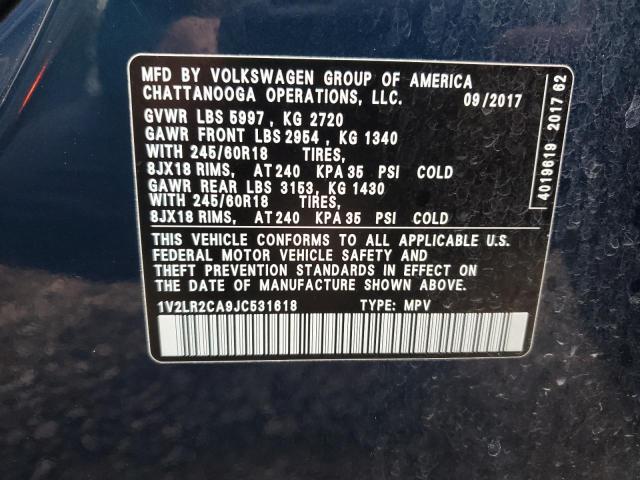 MFD BY VOLKSWAGEN GROUP OF AMERICA
CHATTANOOGA OPERATIONS, LLC. 09/2017
GVWR LBS 5997, KG 2720
GAWR FRONT LBS 2954, KG 1340
WITH 245/60R18 TIRES,
8JX18 RIMS, AT 240 KPA 35 PSI COLD
GAWR REAR LBS 3153, KG 1430
WITH 245/60R18 TIRES,
8JX18 RIMS, AT 240 KPA 35 PSI COLD
THIS VEHICLE CONFORMS TO ALL APPLICABLE U.S.
FEDERAL MOTOR VEHICLE SAFETY AND
THEFT PREVENTION STANDARDS IN EFFECT ON
THE DATE OF MANUFACTURE SHOWN ABOVE.
1V2LR2CA9JC531618 TYPE: MPV
4019619 2017 62